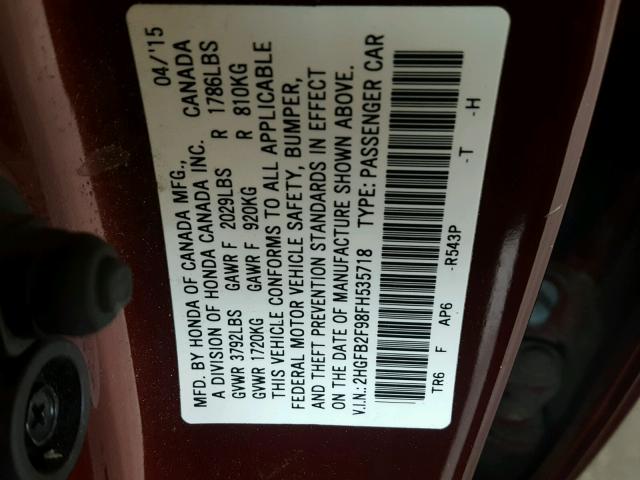 MFD. BY HONDA OF CANADA MFG., 04/'15
A DIVISION OF HONDA CANADA INC. CANADA
GVWR 3792LBS GAWR F 2029LBS R 1786LBS
GVWR 1720KG GAWR F 920KG R 810KG
THIS VEHICLE CONFORMS TO ALL APPLICABLE
FEDERAL MOTOR VEHICLE SAFETY, BUMPER,
AND THEFT PREVENTION STANDARDS IN EFFECT
ON THE DATE OF MANUFACTURE SHOWN ABOVE.
V.I.N.: 2HGFB2F98FH535718 TYPE: PASSENGER CAR
TR6 F AP6 -R543P -T -H